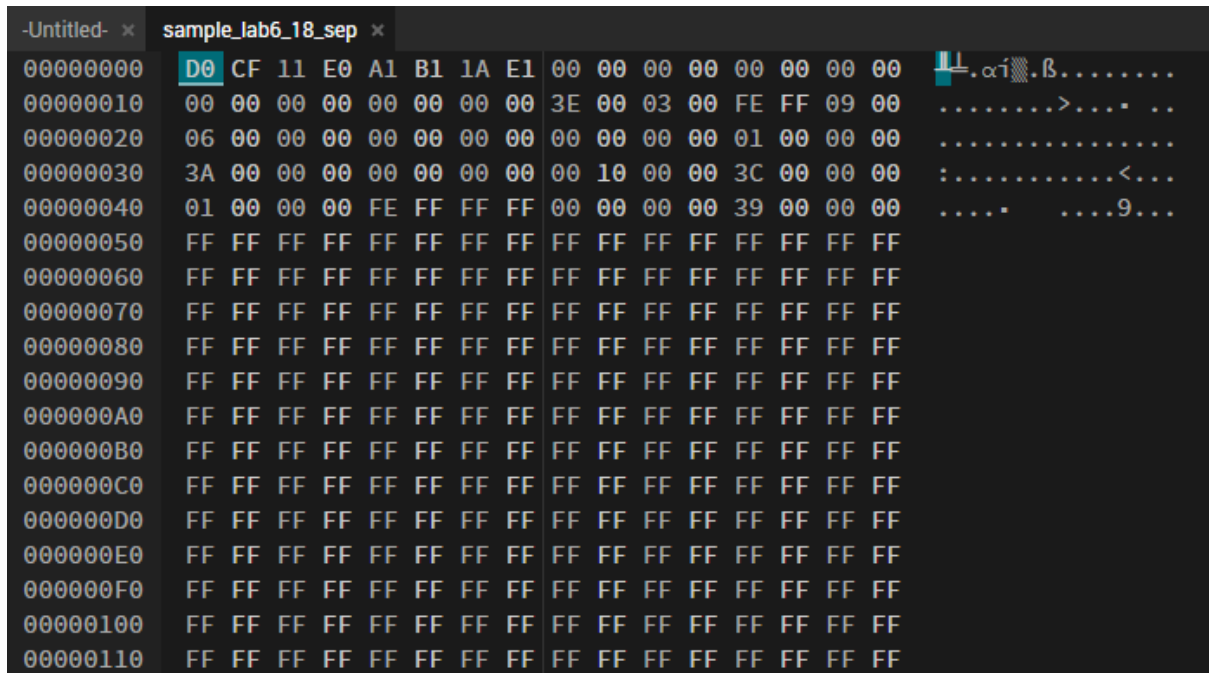 -Untitled- × sample_lab6_18_sep ×
00000000 D0 CF 11 E0 A1 B1 1A E1 00 00 00 00 00 00 00 00 ╨╧.αí▒.ß........
00000010 00 00 00 00 00 00 00 00 3E 00 03 00 FE FF 09 00 ........>...▪ ..
00000020 06 00 00 00 00 00 00 00 00 00 00 00 01 00 00 00 ................
00000030 3A 00 00 00 00 00 00 00 00 10 00 00 3C 00 00 00 :...........<...
00000040 01 00 00 00 FE FF FF FF 00 00 00 00 39 00 00 00 ....▪   ....9...
00000050 FF FF FF FF FF FF FF FF FF FF FF FF FF FF FF FF
00000060 FF FF FF FF FF FF FF FF FF FF FF FF FF FF FF FF
00000070 FF FF FF FF FF FF FF FF FF FF FF FF FF FF FF FF
00000080 FF FF FF FF FF FF FF FF FF FF FF FF FF FF FF FF
00000090 FF FF FF FF FF FF FF FF FF FF FF FF FF FF FF FF
000000A0 FF FF FF FF FF FF FF FF FF FF FF FF FF FF FF FF
000000B0 FF FF FF FF FF FF FF FF FF FF FF FF FF FF FF FF
000000C0 FF FF FF FF FF FF FF FF FF FF FF FF FF FF FF FF
000000D0 FF FF FF FF FF FF FF FF FF FF FF FF FF FF FF FF
000000E0 FF FF FF FF FF FF FF FF FF FF FF FF FF FF FF FF
000000F0 FF FF FF FF FF FF FF FF FF FF FF FF FF FF FF FF
00000100 FF FF FF FF FF FF FF FF FF FF FF FF FF FF FF FF
00000110 FF FF FF FF FF FF FF FF FF FF FF FF FF FF FF FF